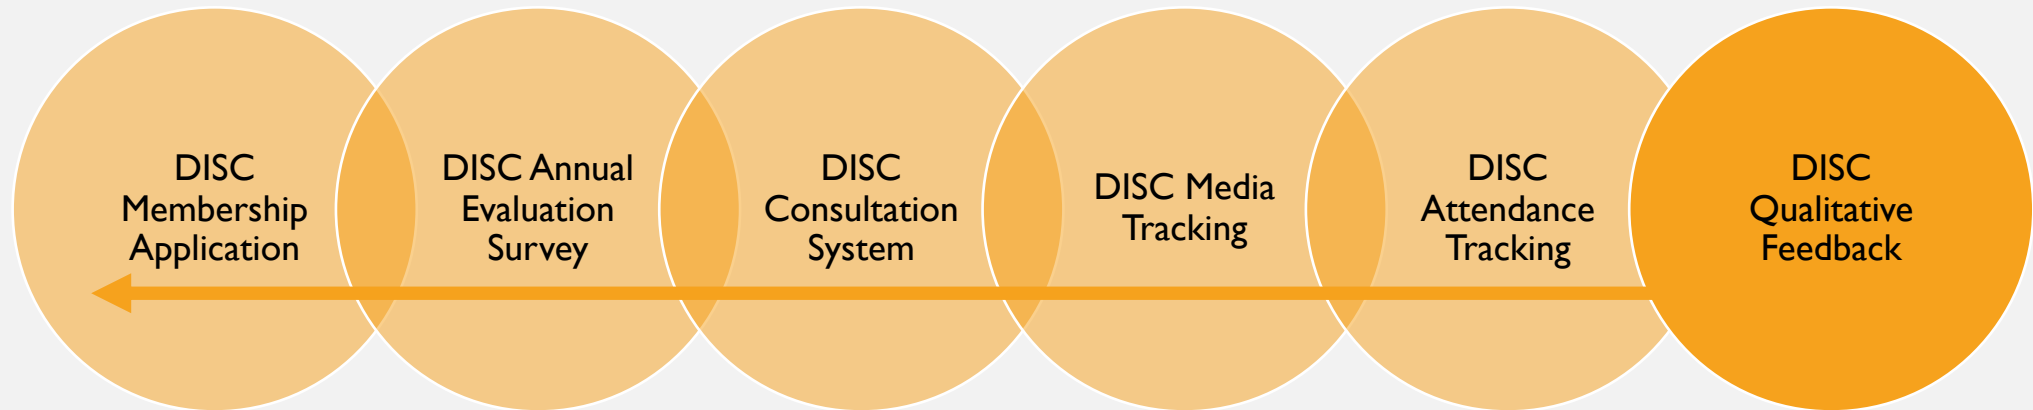 DISC
Membership
Application
DISC Annual
Evaluation
Survey
DISC
Consultation
System
DISC Media
Tracking
DISC
Attendance
Tracking
DISC
Qualitative
Feedback